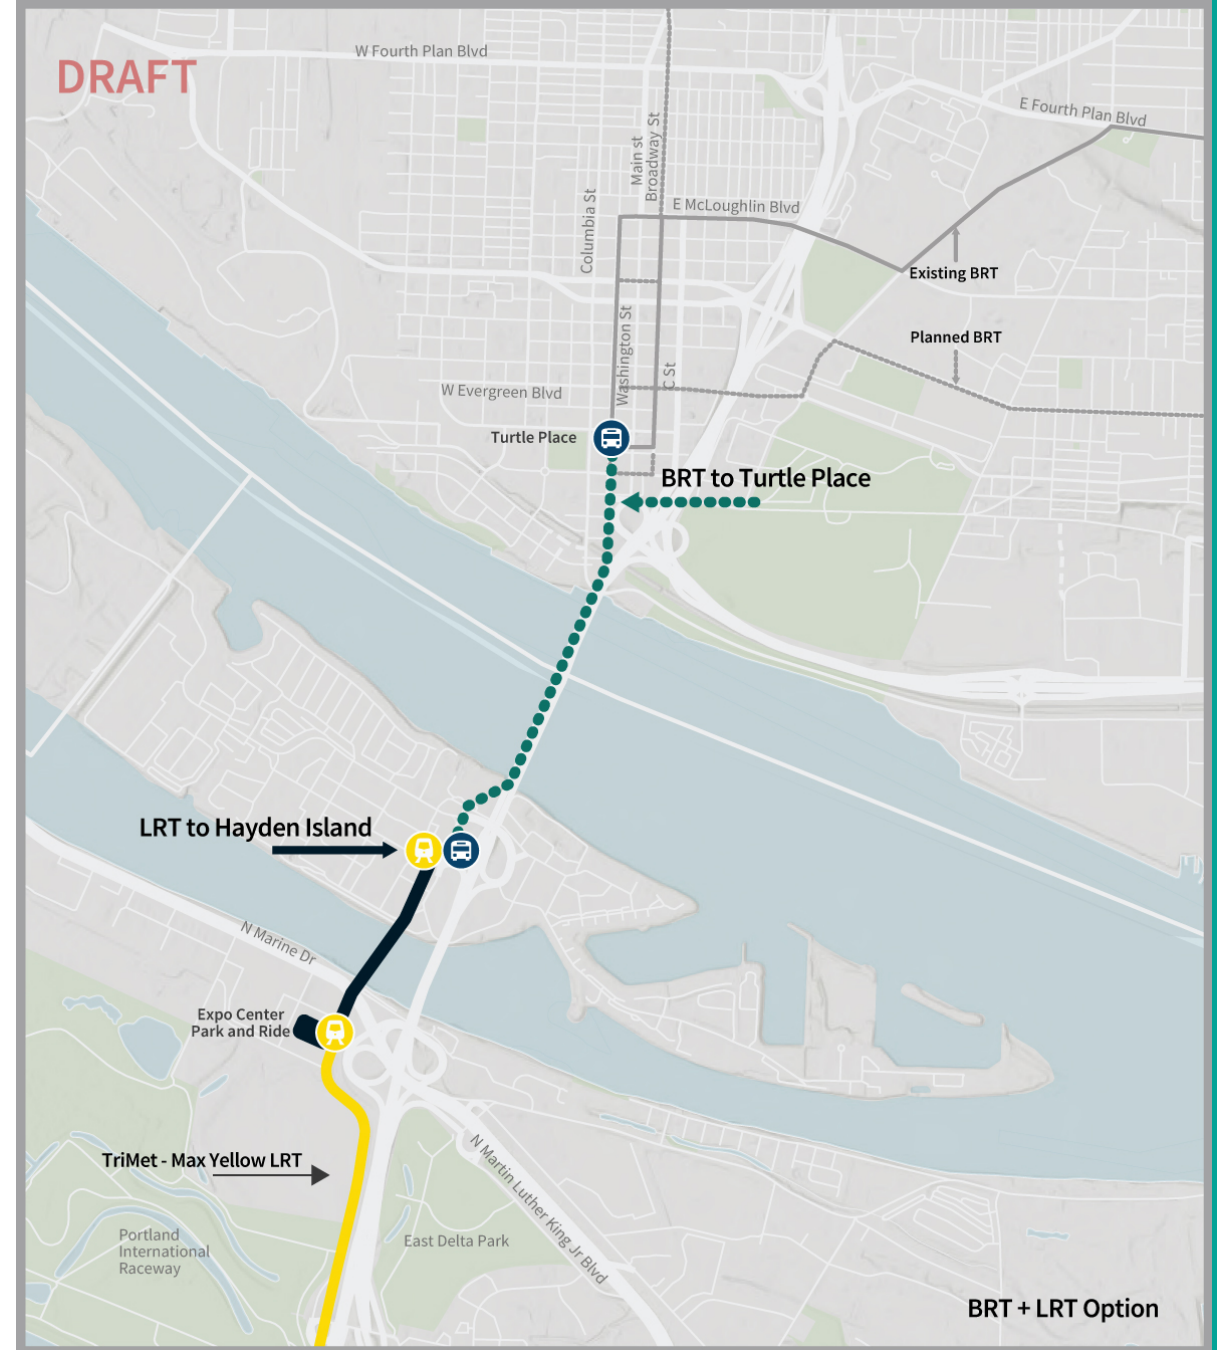 W Fourth Plan Blvd
DRAFT
E Fourth Plan Blvd
Main st
Broadway St
Columbia St
E McLoughlin Blvd
Existing BRT
Washington St
Planned BRT
C St
W Evergreen Blvd
Turtle Place
BRT to Turtle Place
LRT to Hayden Island
N Marine Dr
Expo Center
Park and Ride
TriMet - Max Yellow LRT
N Martin Luther King Jr Blvd
Portland
International
Raceway
East Delta Park
BRT + LRT Option